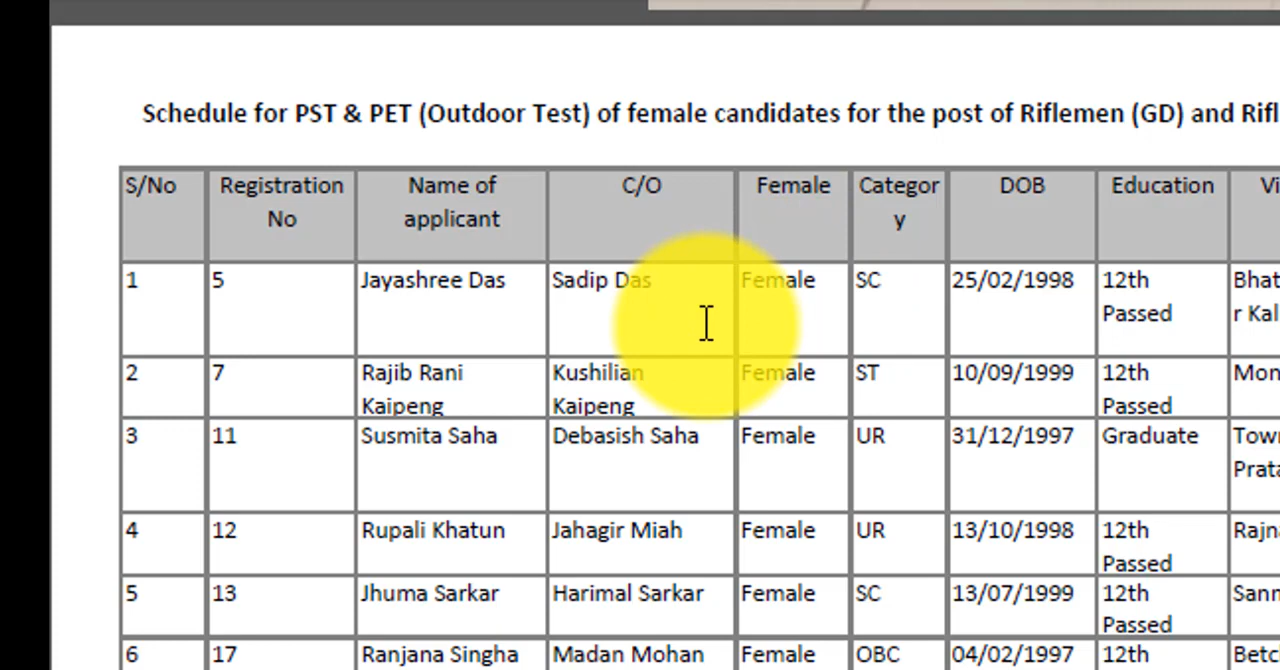 Schedule for PST & PET (Outdoor Test) of female candidates for the post of Riflemen (GD) and
S/No Registration No Name of applicant C/O Female Category DOB Education
1 5 Jayashree Das Sadip Das Female SC 25/02/1998 12th Passed
2 7 Rajib Rani Kaipeng Kushilian Kaipeng Female ST 10/09/1999 12th Passed
3 11 Susmita Saha Debasish Saha Female UR 31/12/1997 Graduate
4 12 Rupali Khatun Jahagir Miah Female UR 13/10/1998 12th Passed
5 13 Jhuma Sarkar Harimal Sarkar Female SC 13/07/1999 12th Passed
6 17 Ranjana Singha Madan Mohan Female OBC 04/02/1997 12th